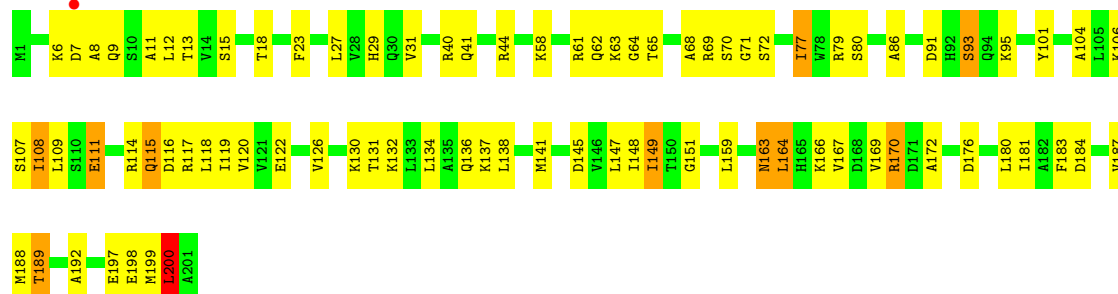 M1 K6 D7 A8 Q9 S10 A11 L12 T13 V14 S15 T18 F23 L27 V28 H29 Q30 V31 R40 Q41 R44 K58 R61 Q62 K63 G64 T65 A68 R69 S70 G71 S72 I77 W78 R79 S80 A86 D91 H92 S93 Q94 K95 Y101 A104 L105 K106
S107 I108 L109 S110 E111 R114 Q115 D116 R117 L118 I119 V120 V121 E122 V126 K130 T131 K132 L133 L134 A135 Q136 K137 L138 M141 D145 V146 L147 I148 I149 T150 G151 L159 N163 L164 H165 K166 V167 D168 V169 R170 D171 A172 D176 L180 I181 A182 F183 D184 V187
M188 T189 A192 E197 E198 M199 L200 A201